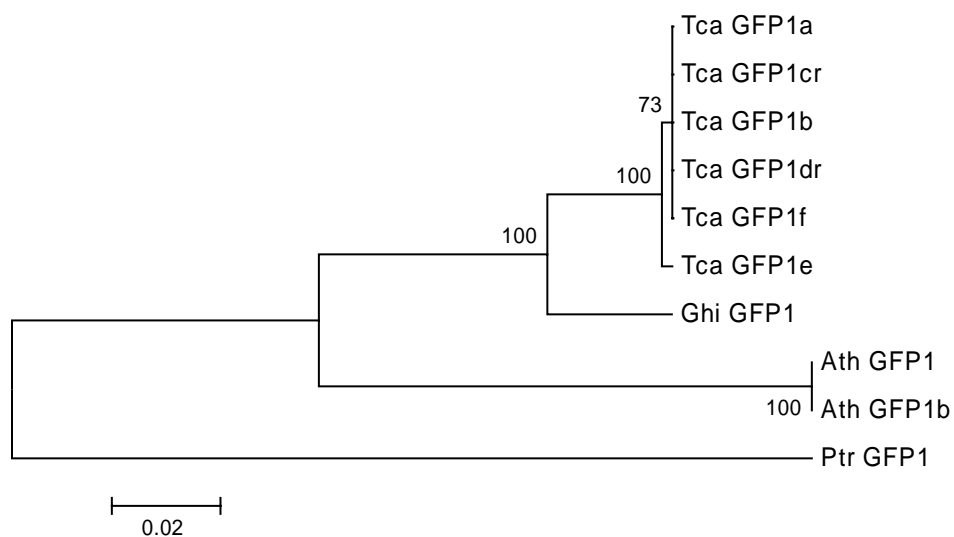 Tca GFP1a
Tca GFP1cr
73
Tca GFP1b
Tca GFP1dr
100
Tca GFP1f
100
Tca GFP1e
Ghi GFP1
Ath GFP1
100
Ath GFP1b
Ptr GFP1
0.02